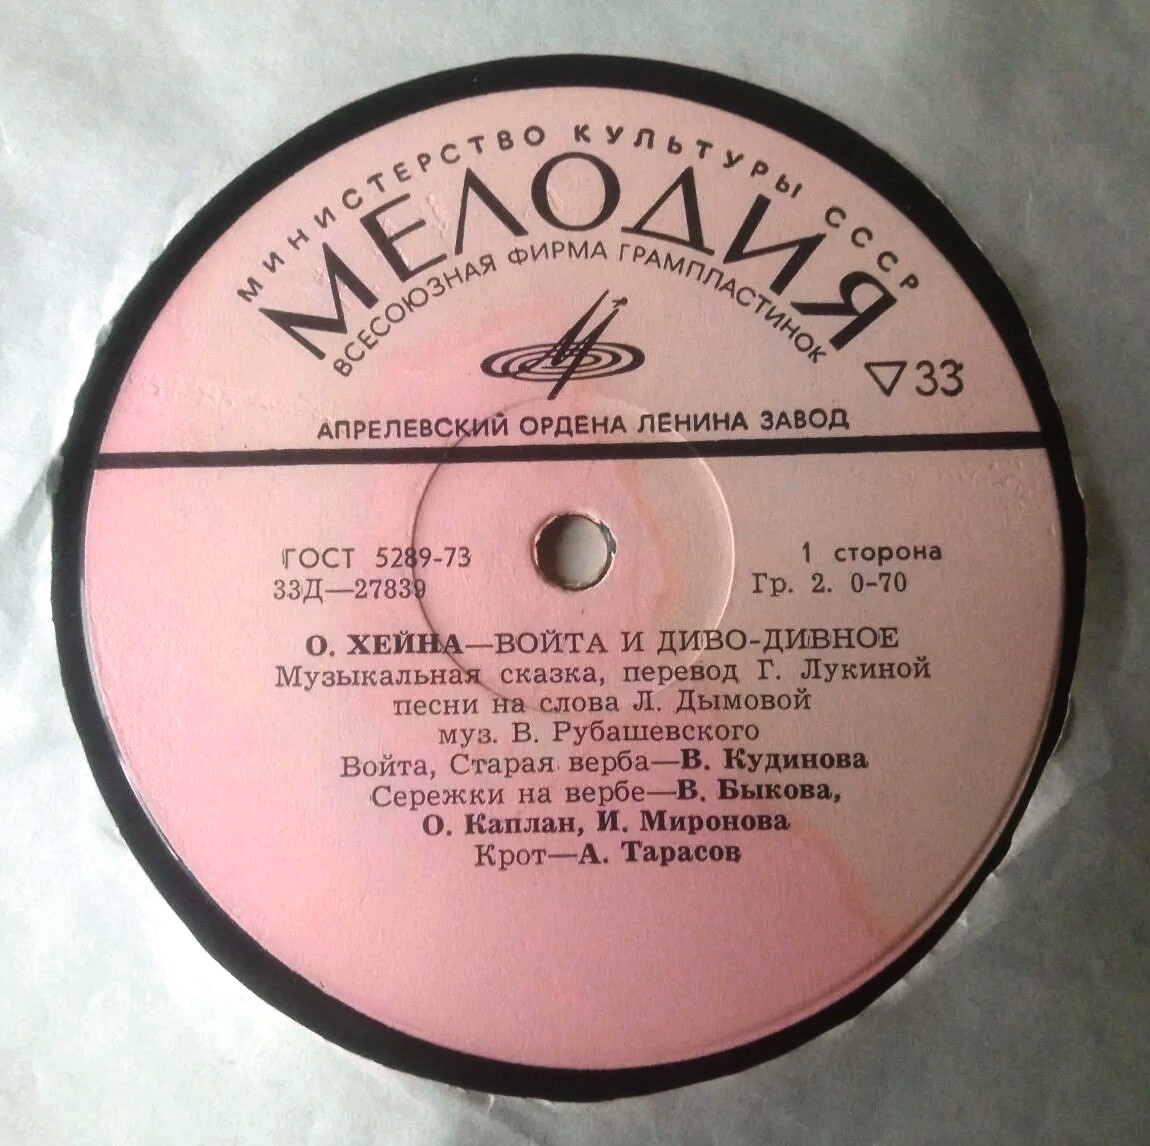 МИНИСТЕРСТВО КУЛЬТУРЫ СССР
МЕЛОДИЯ
ВСЕСОЮЗНАЯ ФИРМА ГРАМПЛАСТИНОК
▽33
АПРЕЛЕВСКИЙ ОРДЕНА ЛЕНИНА ЗАВОД
ГОСТ 5289-73
1 сторона
33Д—27839
Гр. 2. 0-70
О. ХЕЙНА—ВОЙТА И ДИВО-ДИВНОЕ
Музыкальная сказка, перевод Г. Лукиной
песни на слова Л. Дымовой
муз. В. Рубашевского
Войта, Старая верба—В. Кудинова
Сережки на вербе—В. Быкова,
О. Каплан, И. Миронова
Крот—А. Тарасов